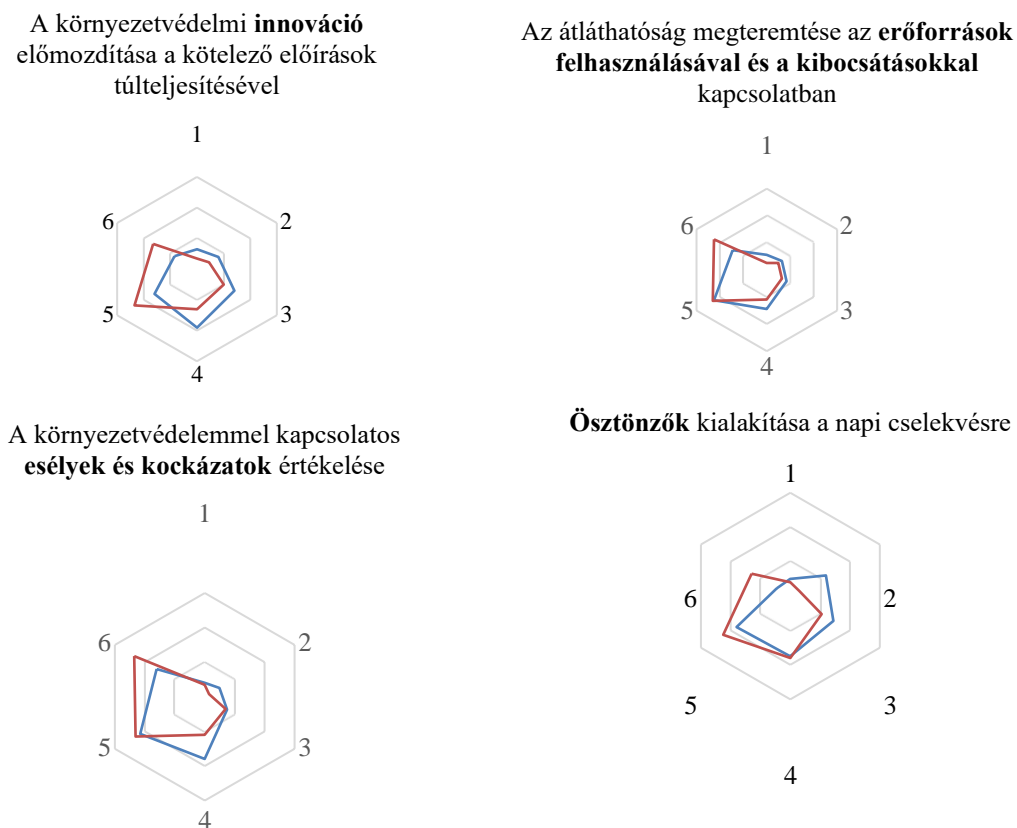 A környezetvédelmi innováció
előmozdítása a kötelező előírások
túlteljesítésével
1
2
3
4
5
6
Az átláthatóság megteremtése az erőforrások
felhasználásával és a kibocsátásokkal
kapcsolatban
1
2
3
4
5
6
A környezetvédelemmel kapcsolatos
esélyek és kockázatok értékelése
1
2
3
4
5
6
Ösztönzők kialakítása a napi cselekvésre
1
2
3
4
5
6